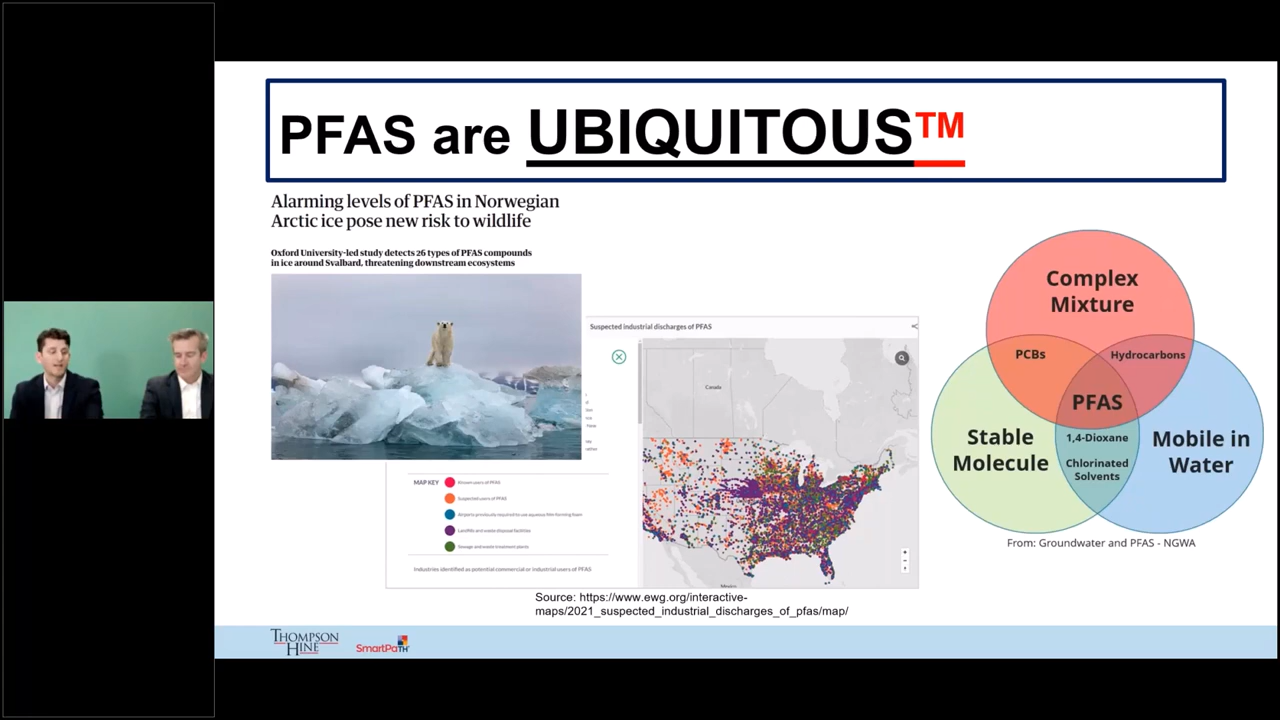 PFAS are UBIQUITOUS™
Alarming levels of PFAS in Norwegian
Arctic ice pose new risk to wildlife
Oxford University-led study detects 26 types of PFAS compounds
in ice around Svalbard, threatening downstream ecosystems
Suspected industrial discharges of PFAS
Canada
Mexico
MAP KEY
Known users of PFAS
Suspected users of PFAS
Airports previously required to use aqueous film-forming foam
Landfills and waste disposal facilities
Sewage and waste treatment plants
Industries identified as potential commercial or industrial users of PFAS
Source: https://www.ewg.org/interactive-
maps/2021_suspected_industrial_discharges_of_pfas/map/
Complex
Mixture
PCBs
Hydrocarbons
PFAS
Stable
Molecule
1,4-Dioxane
Chlorinated
Solvents
Mobile in
Water
From: Groundwater and PFAS - NGWA
THOMPSON
HINE
SmartPaTH